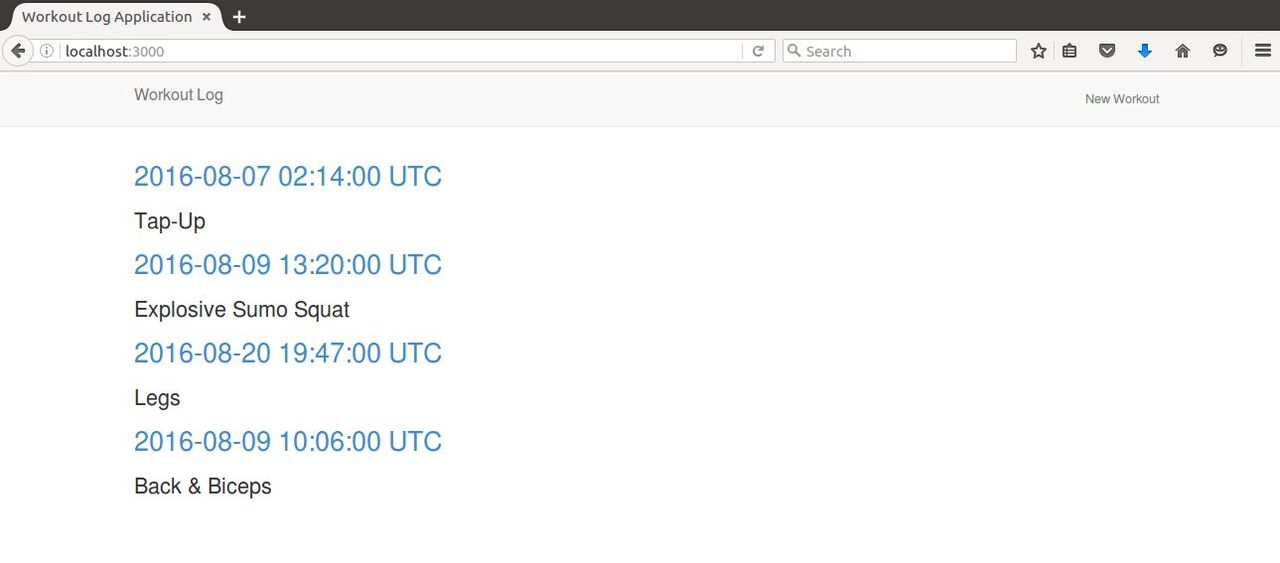 Workout Log Application
localhost:3000
Search
Workout Log
New Workout
2016-08-07 02:14:00 UTC
Tap-Up
2016-08-09 13:20:00 UTC
Explosive Sumo Squat
2016-08-20 19:47:00 UTC
Legs
2016-08-09 10:06:00 UTC
Back & Biceps